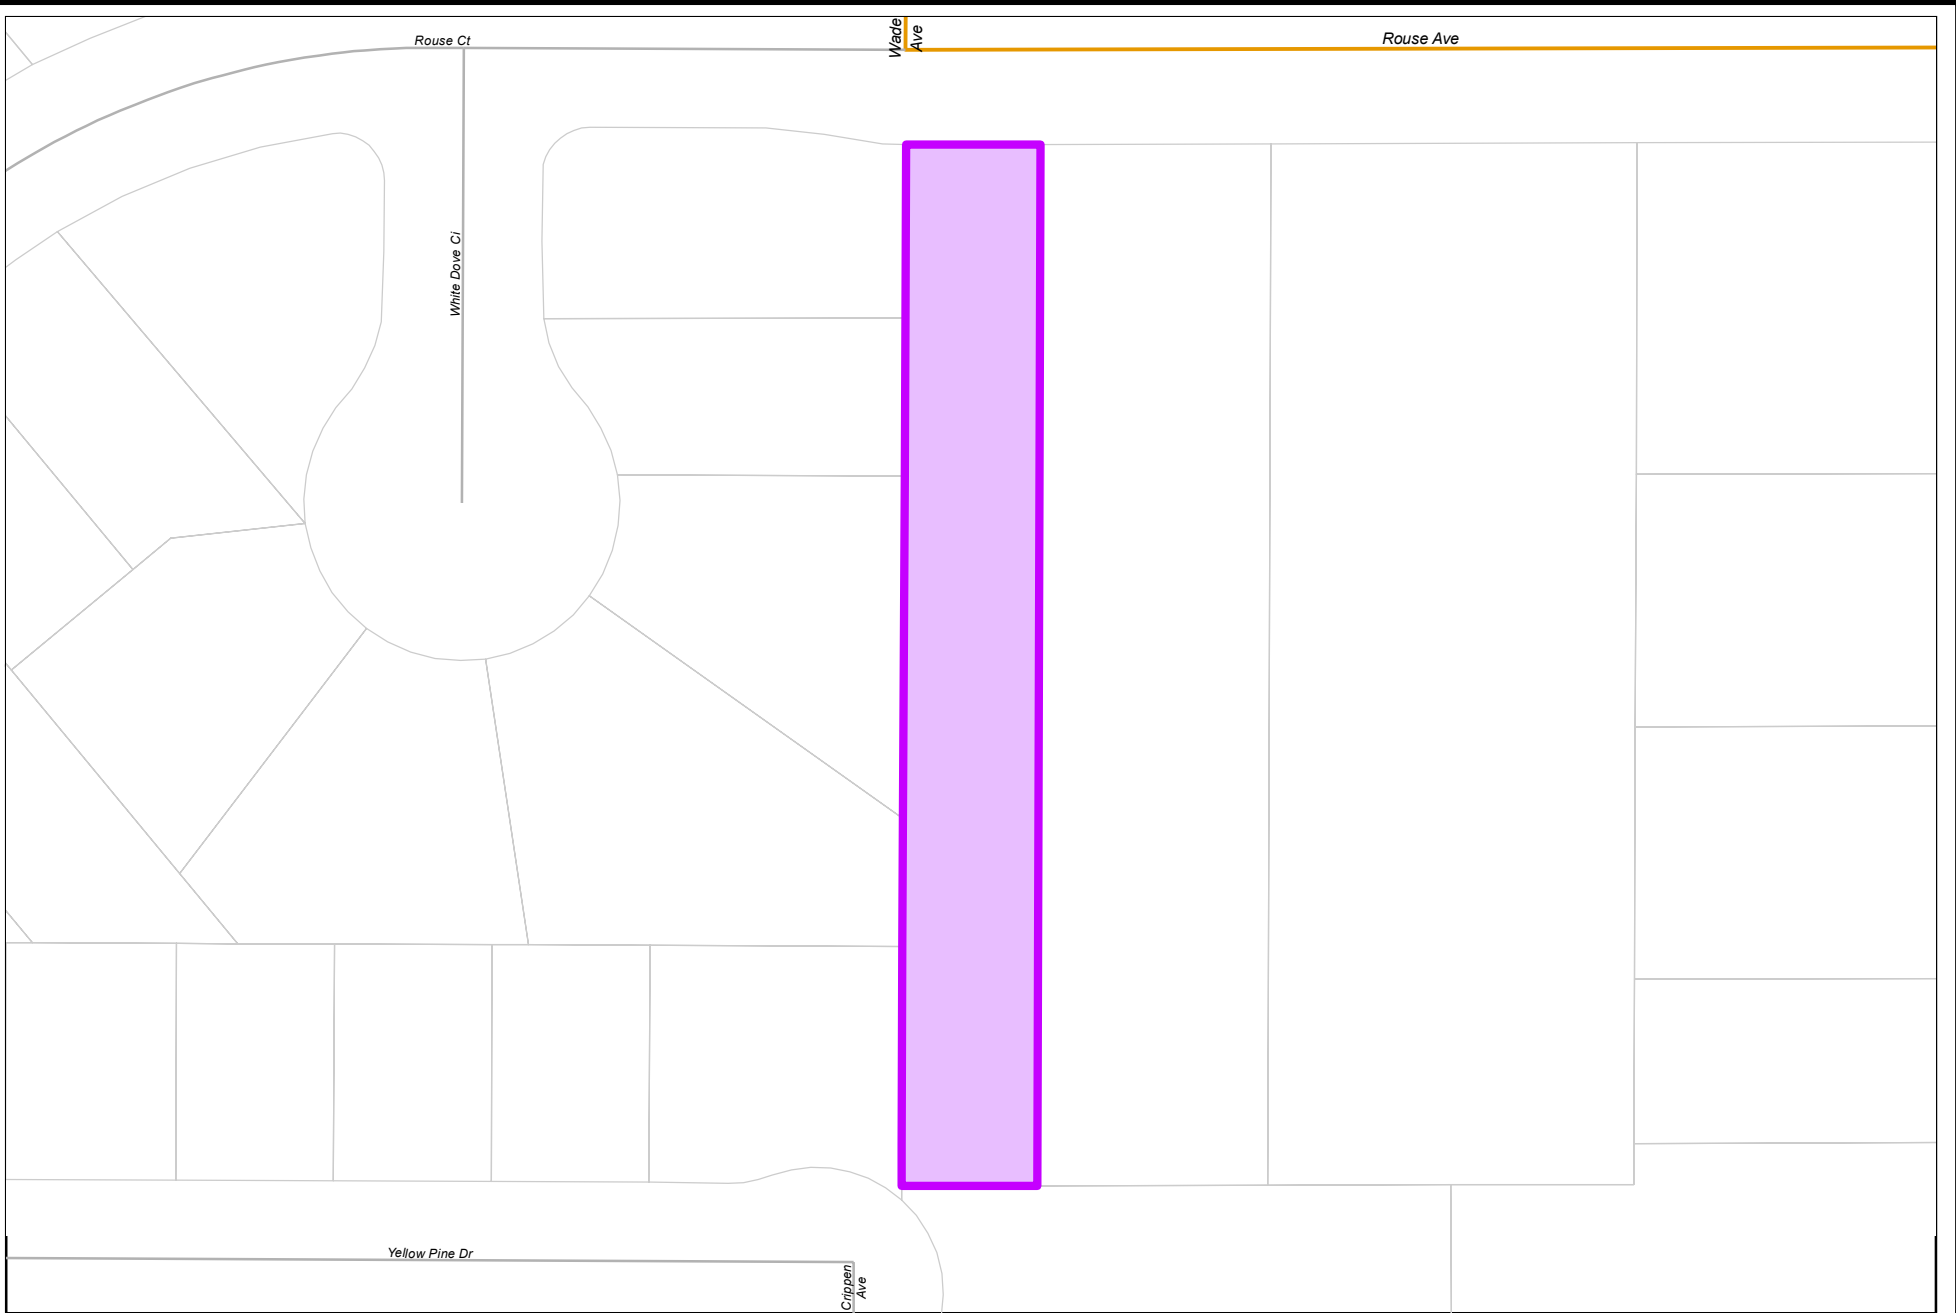 Rouse Ct
Wade
Ave
Rouse Ave
White Dove Ci
Yellow Pine Dr
Crippen
Ave